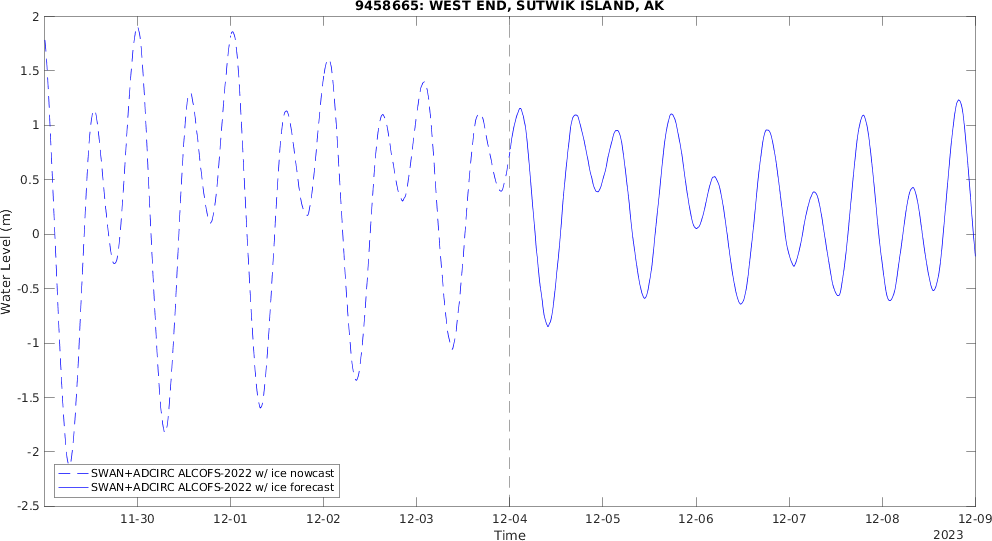 9458665: WEST END, SUTWIK ISLAND, AK
Water Level (m)
2
1.5
1
0.5
0
-0.5
-1
-1.5
-2
-2.5
SWAN+ADCIRC ALCOFS-2022 w/ ice nowcast
SWAN+ADCIRC ALCOFS-2022 w/ ice forecast
11-30 12-01 12-02 12-03 12-04 12-05 12-06 12-07 12-08 12-09
Time
2023